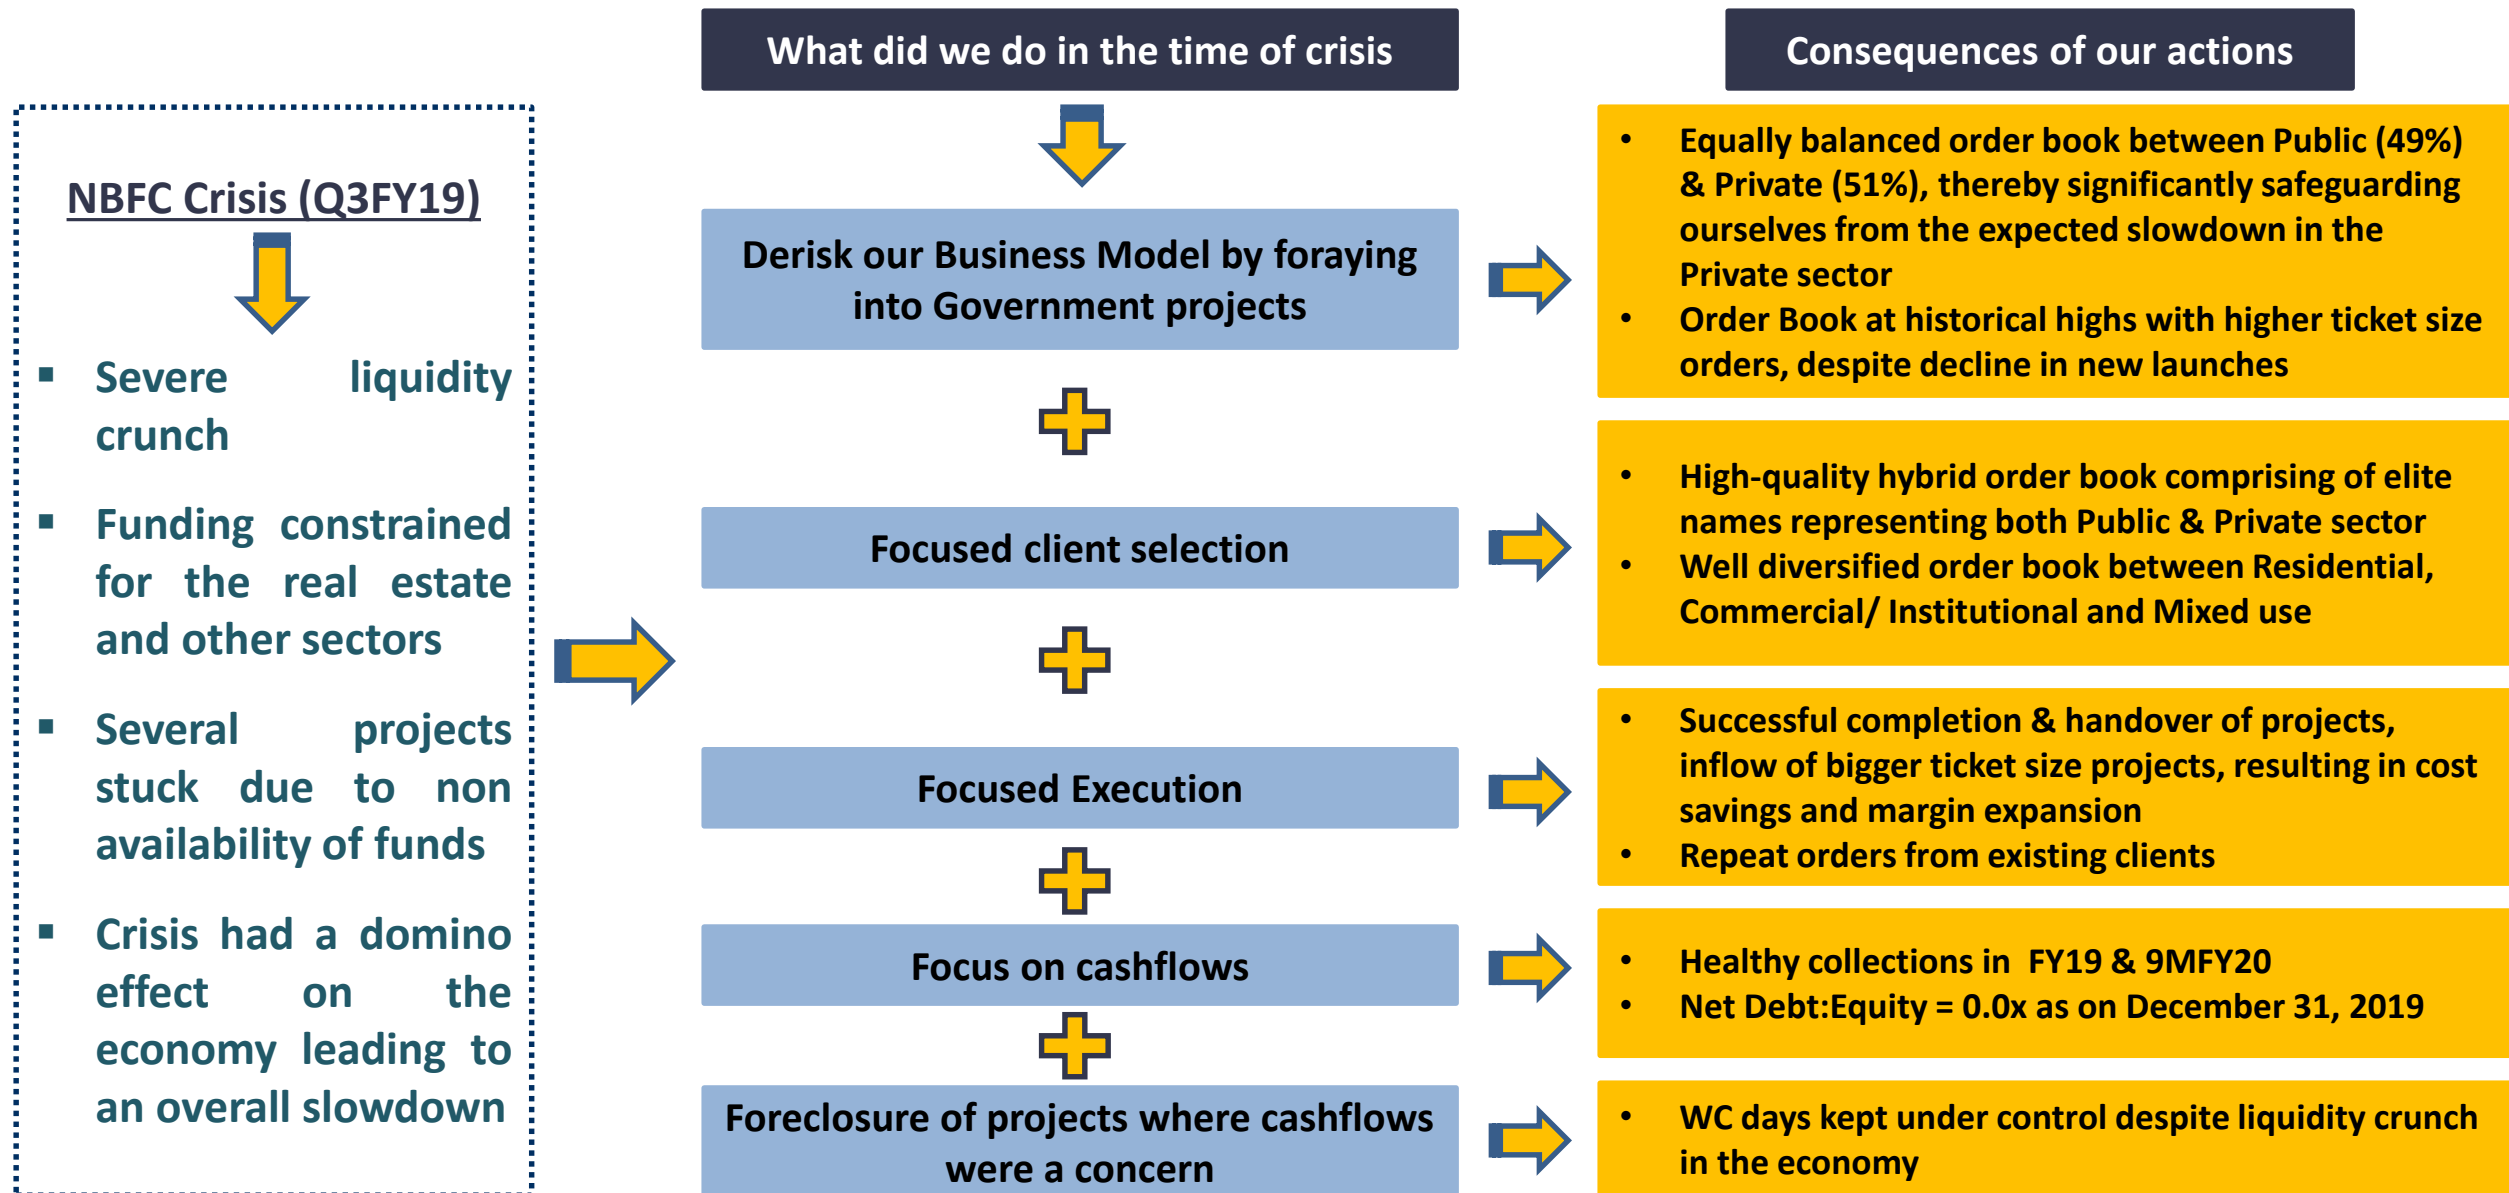 NBFC Crisis (Q3FY19)
▪ Severe liquidity
crunch
▪ Funding constrained
for the real estate
and other sectors
▪ Several projects
stuck due to non
availability of funds
▪ Crisis had a domino
effect on the
economy leading to
an overall slowdown
What did we do in the time of crisis
Derisk our Business Model by foraying
into Government projects
Focused client selection
Focused Execution
Focus on cashflows
Foreclosure of projects where cashflows
were a concern
Consequences of our actions
• Equally balanced order book between Public (49%)
& Private (51%), thereby significantly safeguarding
ourselves from the expected slowdown in the
Private sector
• Order Book at historical highs with higher ticket size
orders, despite decline in new launches
• High-quality hybrid order book comprising of elite
names representing both Public & Private sector
• Well diversified order book between Residential,
Commercial/ Institutional and Mixed use
• Successful completion & handover of projects,
inflow of bigger ticket size projects, resulting in cost
savings and margin expansion
• Repeat orders from existing clients
• Healthy collections in FY19 & 9MFY20
• Net Debt:Equity = 0.0x as on December 31, 2019
• WC days kept under control despite liquidity crunch
in the economy